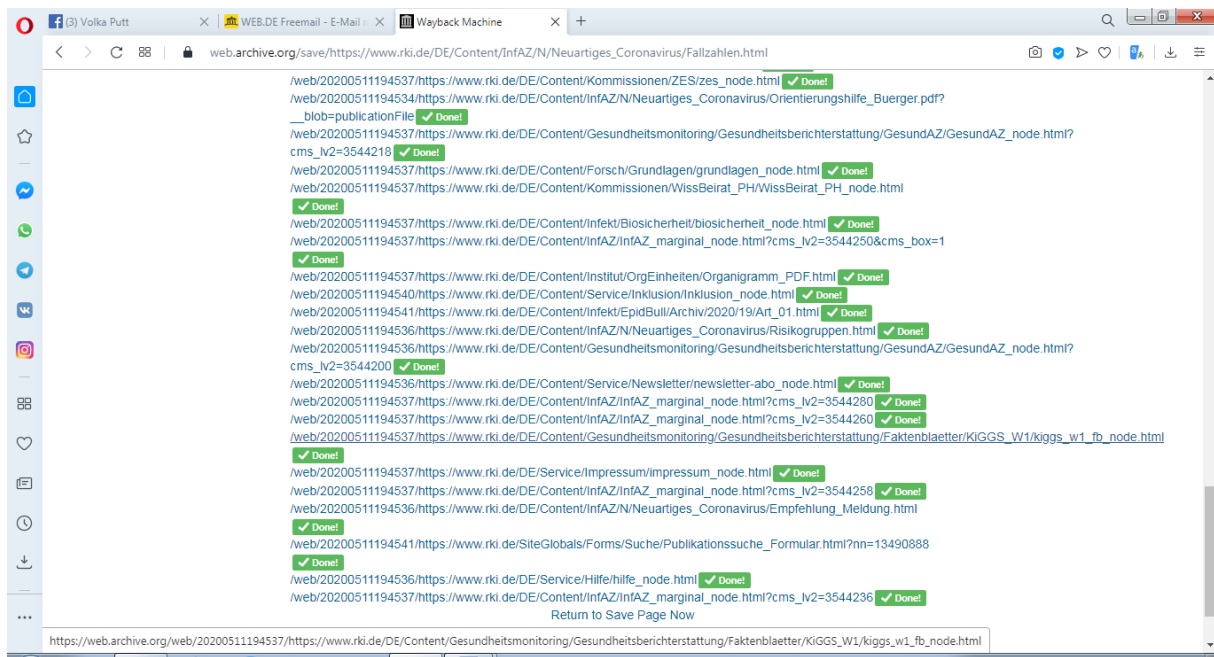 (3) Volka Putt
WEB.DE Freemail - E-Mail
Wayback Machine
web.archive.org/save/https://www.rki.de/DE/Content/InfAZ/N/Neuartiges_Coronavirus/Fallzahlen.html
/web/20200511194537/https://www.rki.de/DE/Content/Kommissionen/ZES/zes_node.html ✓ Done!
/web/20200511194534/https://www.rki.de/DE/Content/InfAZ/N/Neuartiges_Coronavirus/Orientierungshilfe_Buerger.pdf?
__blob=publicationFile ✓ Done!
/web/20200511194537/https://www.rki.de/DE/Content/Gesundheitsmonitoring/Gesundheitsberichterstattung/GesundAZ/GesundAZ_node.html?
cms_lv2=3544218 ✓ Done!
/web/20200511194537/https://www.rki.de/DE/Content/Forsch/Grundlagen/grundlagen_node.html ✓ Done!
/web/20200511194537/https://www.rki.de/DE/Content/Kommissionen/WissBeirat_PH/WissBeirat_PH_node.html
✓ Done!
/web/20200511194537/https://www.rki.de/DE/Content/Infekt/Biosicherheit/biosicherheit_node.html ✓ Done!
/web/20200511194537/https://www.rki.de/DE/Content/InfAZ/InfAZ_marginal_node.html?cms_lv2=3544250&cms_box=1
✓ Done!
/web/20200511194537/https://www.rki.de/DE/Content/Institut/OrgEinheiten/Organigramm_PDF.html ✓ Done!
/web/20200511194540/https://www.rki.de/DE/Content/Service/Inklusion/Inklusion_node.html ✓ Done!
/web/20200511194541/https://www.rki.de/DE/Content/Infekt/EpidBull/Archiv/2020/19/Art_01.html ✓ Done!
/web/20200511194536/https://www.rki.de/DE/Content/InfAZ/N/Neuartiges_Coronavirus/Risikogruppen.html ✓ Done!
/web/20200511194536/https://www.rki.de/DE/Content/Gesundheitsmonitoring/Gesundheitsberichterstattung/GesundAZ/GesundAZ_node.html?
cms_lv2=3544200 ✓ Done!
/web/20200511194536/https://www.rki.de/DE/Content/Service/Newsletter/newsletter-abo_node.html ✓ Done!
/web/20200511194537/https://www.rki.de/DE/Content/InfAZ/InfAZ_marginal_node.html?cms_lv2=3544280 ✓ Done!
/web/20200511194537/https://www.rki.de/DE/Content/InfAZ/InfAZ_marginal_node.html?cms_lv2=3544260 ✓ Done!
/web/20200511194537/https://www.rki.de/DE/Content/Gesundheitsmonitoring/Gesundheitsberichterstattung/Faktenblaetter/KiGGS_W1/kiggs_w1_fb_node.html
✓ Done!
/web/20200511194537/https://www.rki.de/DE/Service/Impressum/impressum_node.html ✓ Done!
/web/20200511194537/https://www.rki.de/DE/Content/InfAZ/InfAZ_marginal_node.html?cms_lv2=3544258 ✓ Done!
/web/20200511194536/https://www.rki.de/DE/Content/InfAZ/N/Neuartiges_Coronavirus/Empfehlung_Meldung.html
✓ Done!
/web/20200511194541/https://www.rki.de/SiteGlobals/Forms/Suche/Publikationssuche_Formular.html?nn=13490888
✓ Done!
/web/20200511194536/https://www.rki.de/DE/Service/Hilfe/hilfe_node.html ✓ Done!
/web/20200511194537/https://www.rki.de/DE/Content/InfAZ/InfAZ_marginal_node.html?cms_lv2=3544236 ✓ Done!
Return to Save Page Now
https://web.archive.org/web/20200511194537/https://www.rki.de/DE/Content/Gesundheitsmonitoring/Gesundheitsberichterstattung/Faktenblaetter/KiGGS_W1/kiggs_w1_fb_node.html